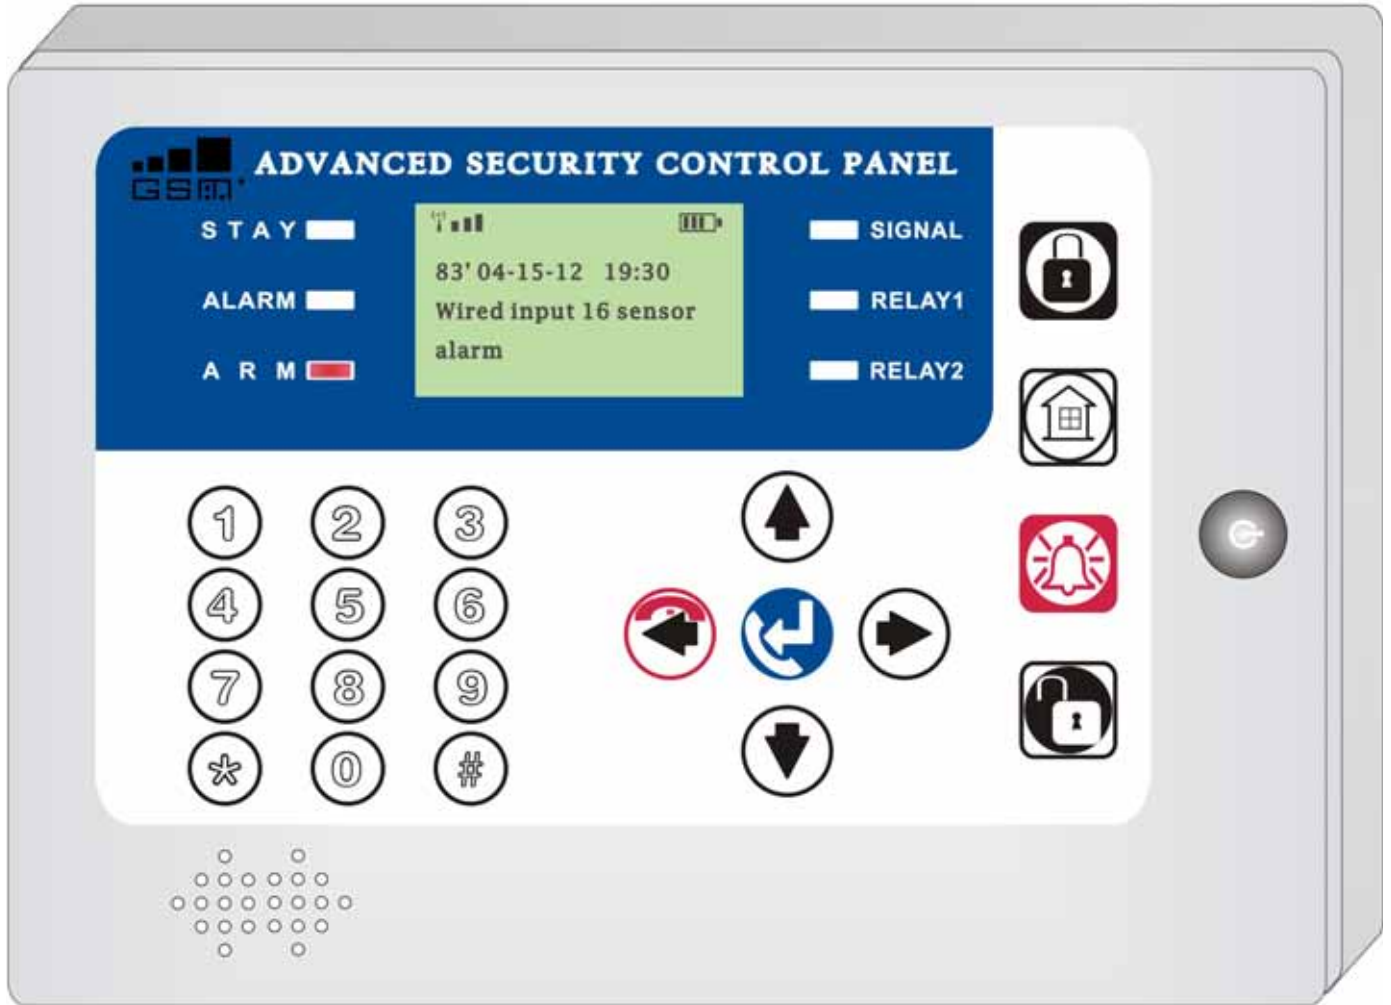 GSM
ADVANCED SECURITY CONTROL PANEL
STAY
ALARM
ARM
83' 04-15-12 19:30
Wired input 16 sensor
alarm
SIGNAL
RELAY1
RELAY2
1 2 3
4 5 6
7 8 9
* 0 #